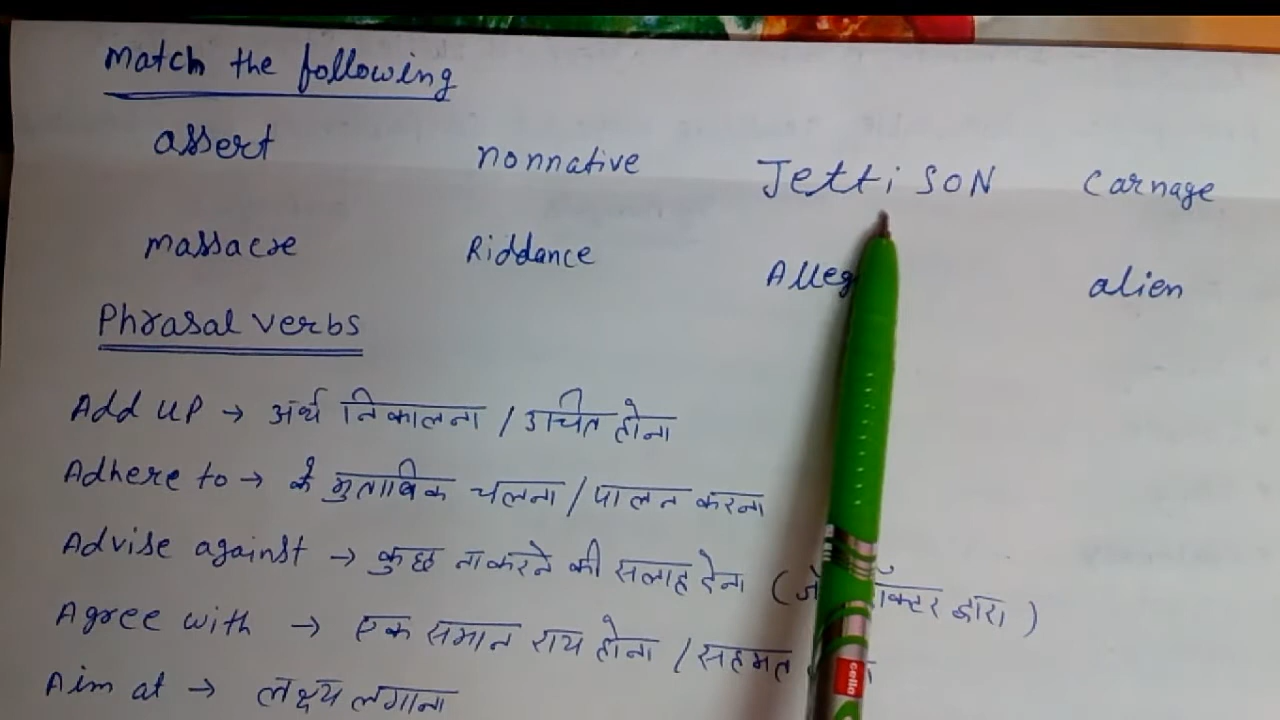 Match the following
assert nonnative JettiSON Carnage
massacre Riddance alien
Phrasal verbs
Add UP → अर्थ निकालना / उचित होना
Adhere to → के मुताबिक चलना / पालन करना
Advise against → कुछ ना करने की सलाह देना ( द्वारा )
Agree with → एक समान राय होना / सहमत
Aim at → लक्ष्य लगाना
cello